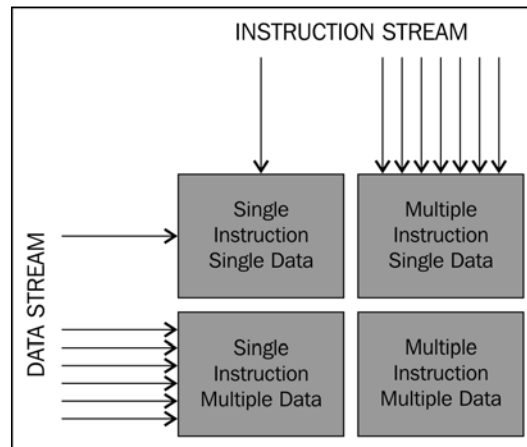 INSTRUCTION STREAM
DATA STREAM
Single
Instruction
Single Data
Multiple
Instruction
Single Data
Single
Instruction
Multiple Data
Multiple
Instruction
Multiple Data